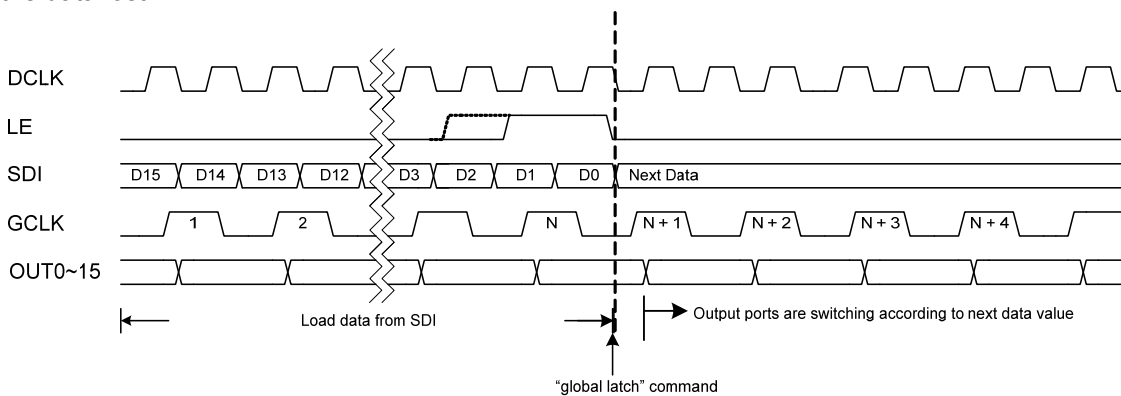 DCLK
LE
SDI D15 D14 D13 D12 D3 D2 D1 D0 Next Data
GCLK 1 2 N N + 1 N + 2 N + 3 N + 4
OUT0~15
Load data from SDI
Output ports are switching according to next data value
“global latch” command